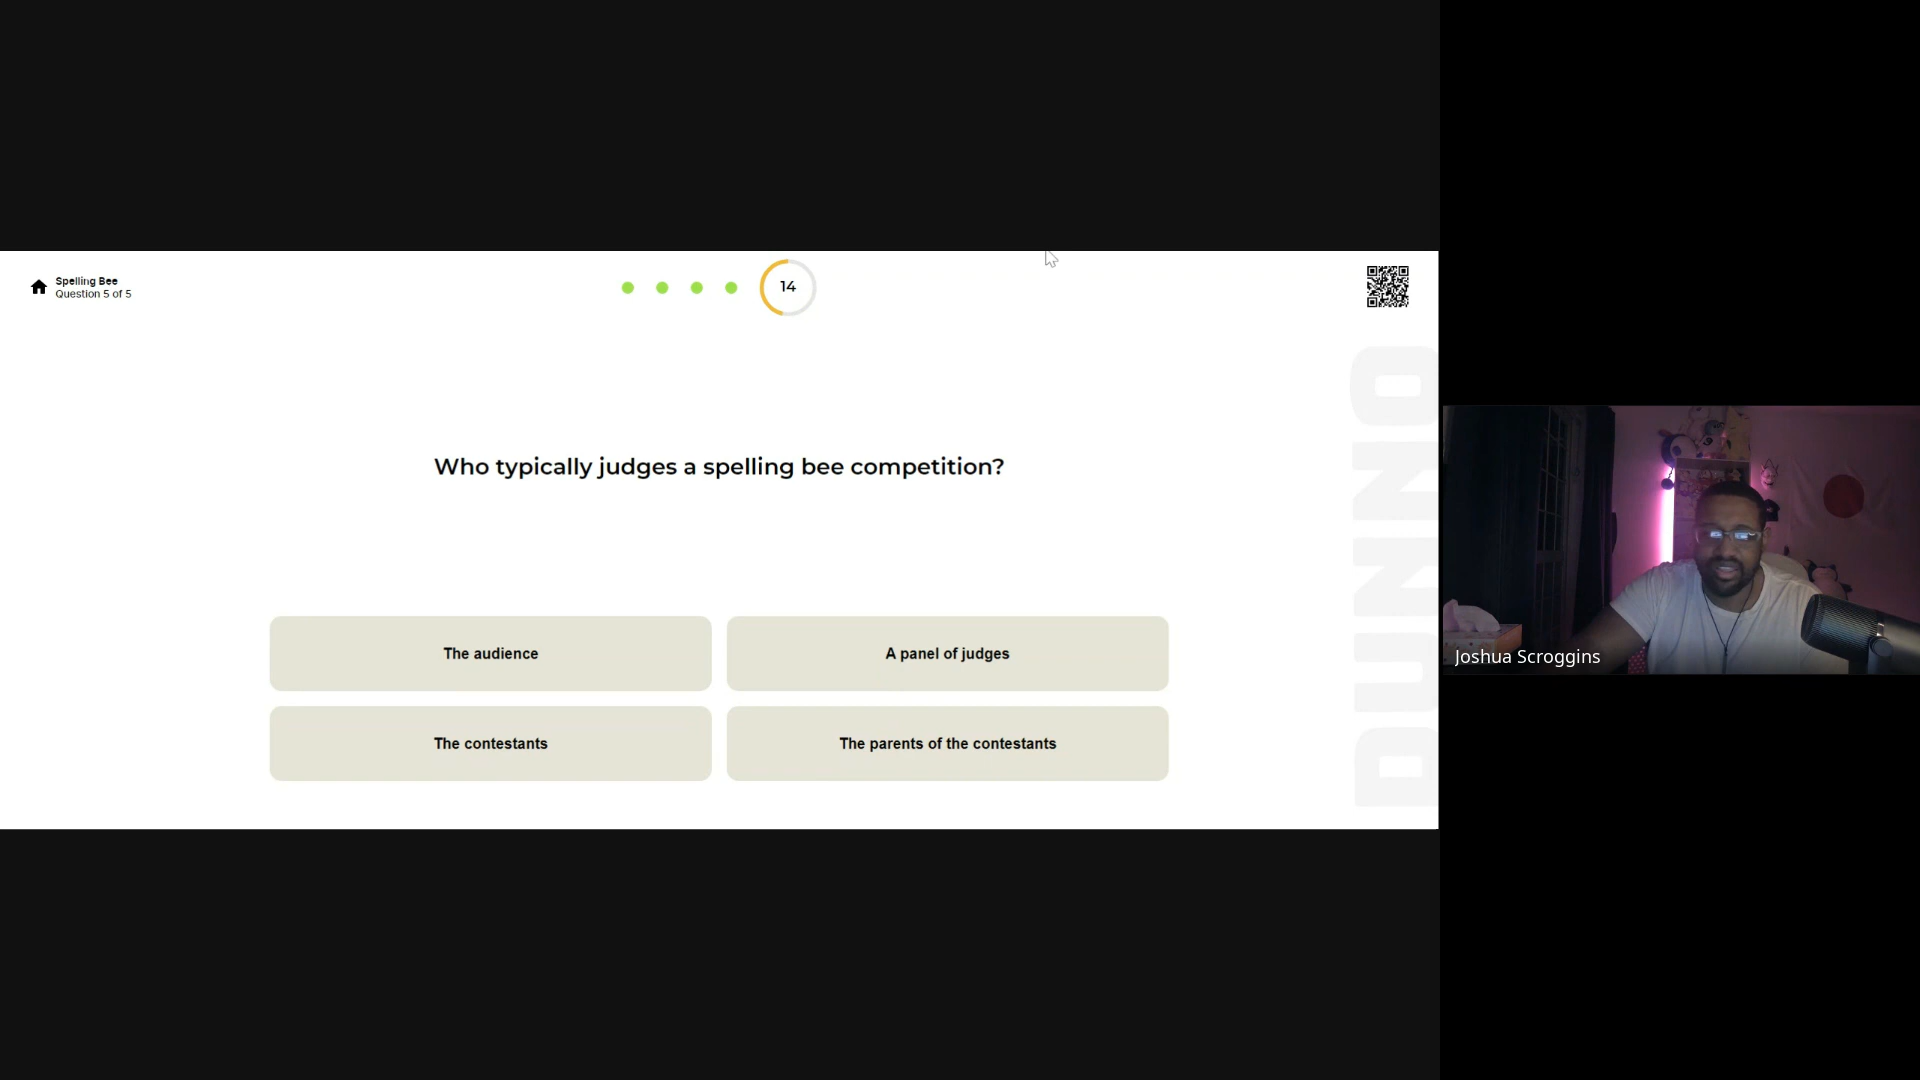 Spelling Bee
Question 5 of 5
14
Who typically judges a spelling bee competition?
The audience
A panel of judges
The contestants
The parents of the contestants
DUNNO
Joshua Scroggins